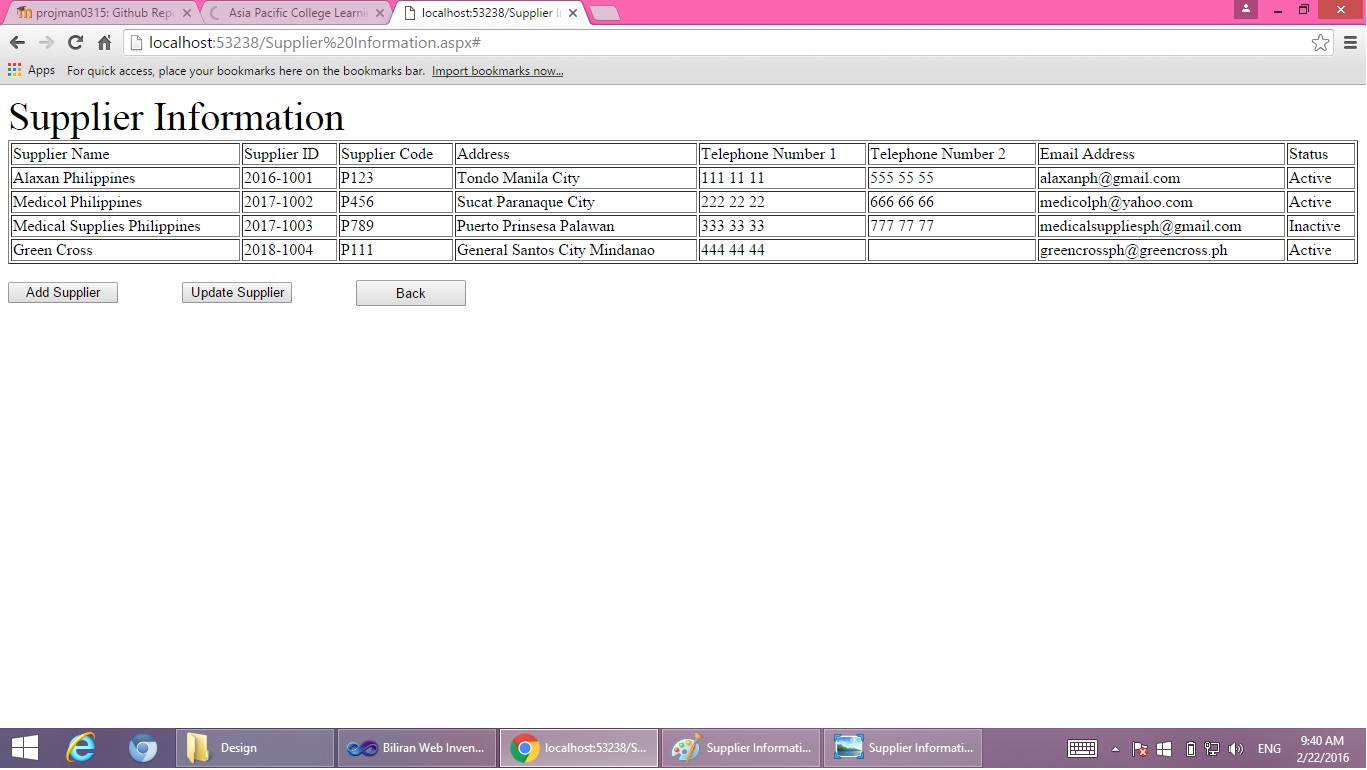 projman0315: Github Repo
Asia Pacific College Learni
localhost:53238/Supplier I
localhost:53238/Supplier%20Information.aspx#
Apps For quick access, place your bookmarks here on the bookmarks bar. Import bookmarks now...
Supplier Information
Supplier Name Supplier ID Supplier Code Address Telephone Number 1 Telephone Number 2 Email Address Status
Alaxan Philippines 2016-1001 P123 Tondo Manila City 111 11 11 555 55 55 alaxanph@gmail.com Active
Medicol Philippines 2017-1002 P456 Sucat Paranaque City 222 22 22 666 66 66 medicolph@yahoo.com Active
Medical Supplies Philippines 2017-1003 P789 Puerto Prinsesa Palawan 333 33 33 777 77 77 medicalsuppliesph@gmail.com Inactive
Green Cross 2018-1004 P111 General Santos City Mindanao 444 44 44 greencrossph@greencross.ph Active
Add Supplier Update Supplier Back
Design Biliran Web Inven... localhost:53238/S... Supplier Informati... Supplier Informati... ENG 9:40 AM
2/22/2016